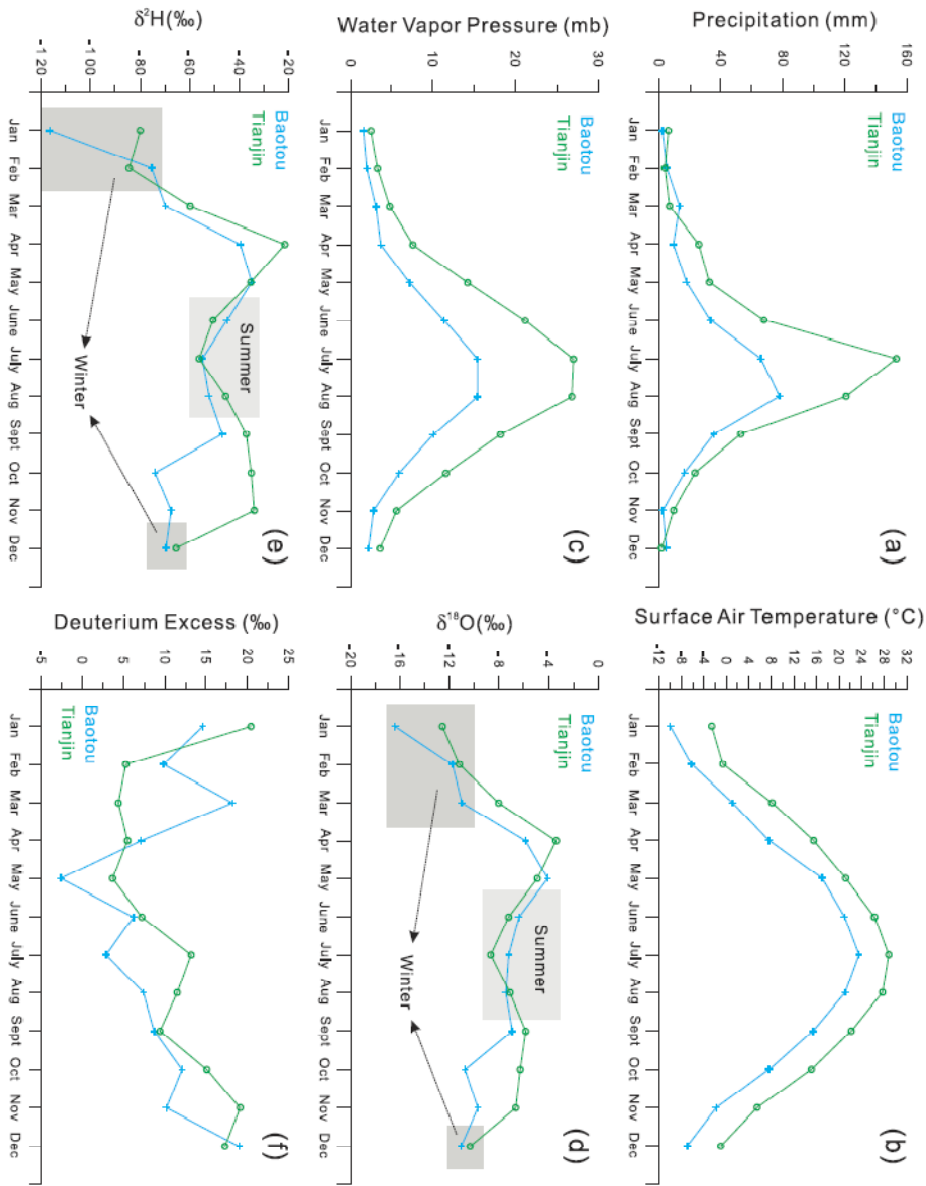 Precipitation (mm)
160
120
80
40
0
Baotou
Tianjin
(a)
Jan Feb Mar Apr May June July Aug Sept Oct Nov Dec
Surface Air Temperature (°C)
32
28
24
20
16
12
8
4
0
-4
-8
-12
Baotou
Tianjin
(b)
Jan Feb Mar Apr May June July Aug Sept Oct Nov Dec
Water Vapor Pressure (mb)
30
20
10
0
Baotou
Tianjin
(c)
Jan Feb Mar Apr May June July Aug Sept Oct Nov Dec
δ¹⁸O(‰)
0
-4
-8
-12
-16
-20
Baotou
Tianjin
(d)
Summer
Winter
Jan Feb Mar Apr May June July Aug Sept Oct Nov Dec
δ²H(‰)
-20
-40
-60
-80
-100
-120
Baotou
Tianjin
(e)
Summer
Winter
Jan Feb Mar Apr May June July Aug Sept Oct Nov Dec
Deuterium Excess (‰)
25
20
15
10
5
0
-5
(f)
Baotou
Tianjin
Jan Feb Mar Apr May June July Aug Sept Oct Nov Dec